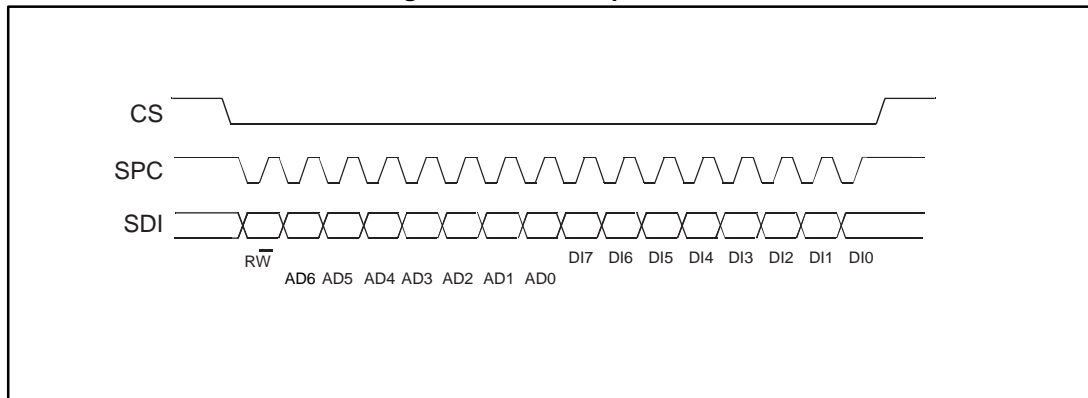 CS
SPC
SDI
RW
DI7 DI6 DI5 DI4 DI3 DI2 DI1 DI0
AD6 AD5 AD4 AD3 AD2 AD1 AD0